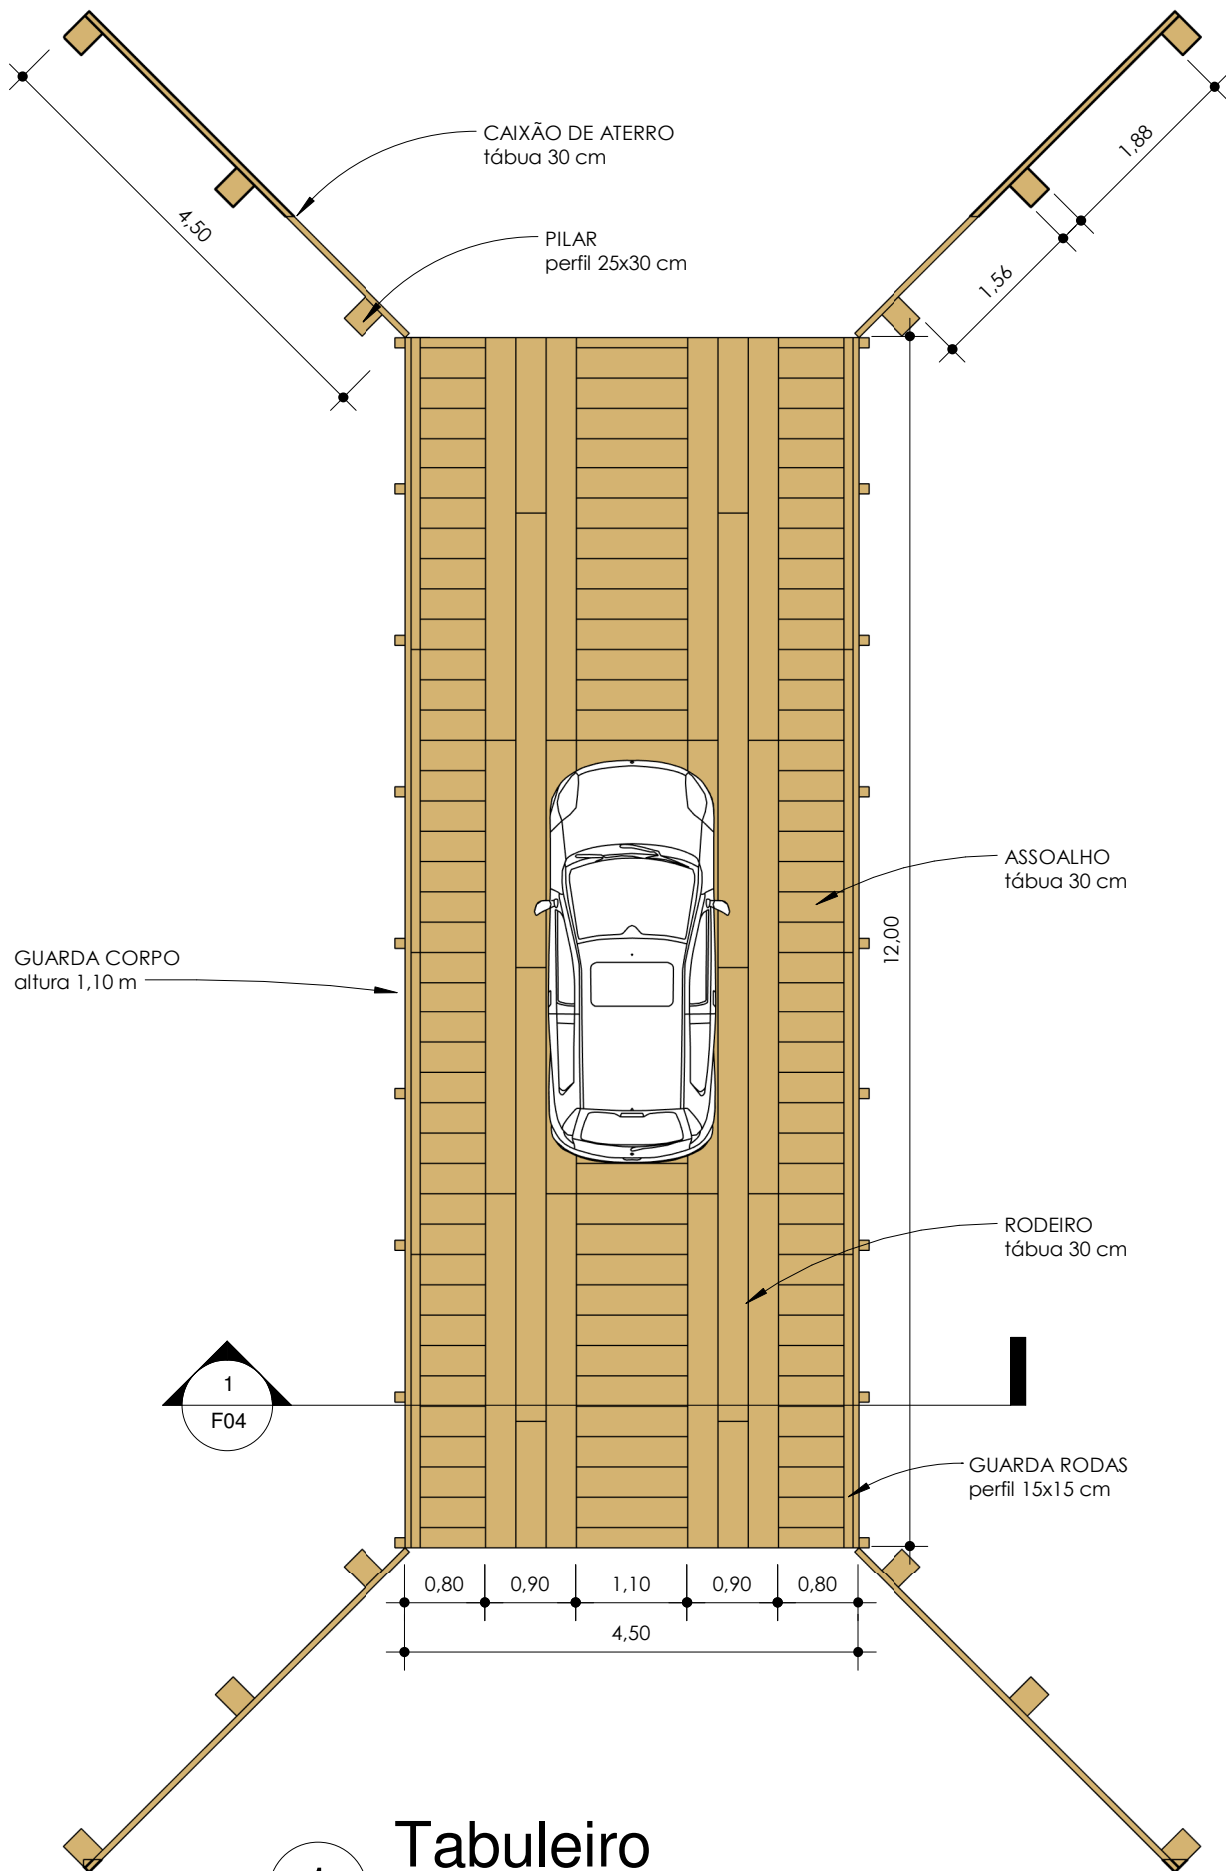 CAIXÃO DE ATERRO
tábua 30 cm
1,88
4,50
PILAR
perfil 25x30 cm
1,56
ASSOALHO
tábua 30 cm
12,00
GUARDA CORPO
altura 1,10 m
RODEIRO
tábua 30 cm
1
F04
GUARDA RODAS
perfil 15x15 cm
0,80
0,90
1,10
0,90
0,80
4,50
Tabuleiro